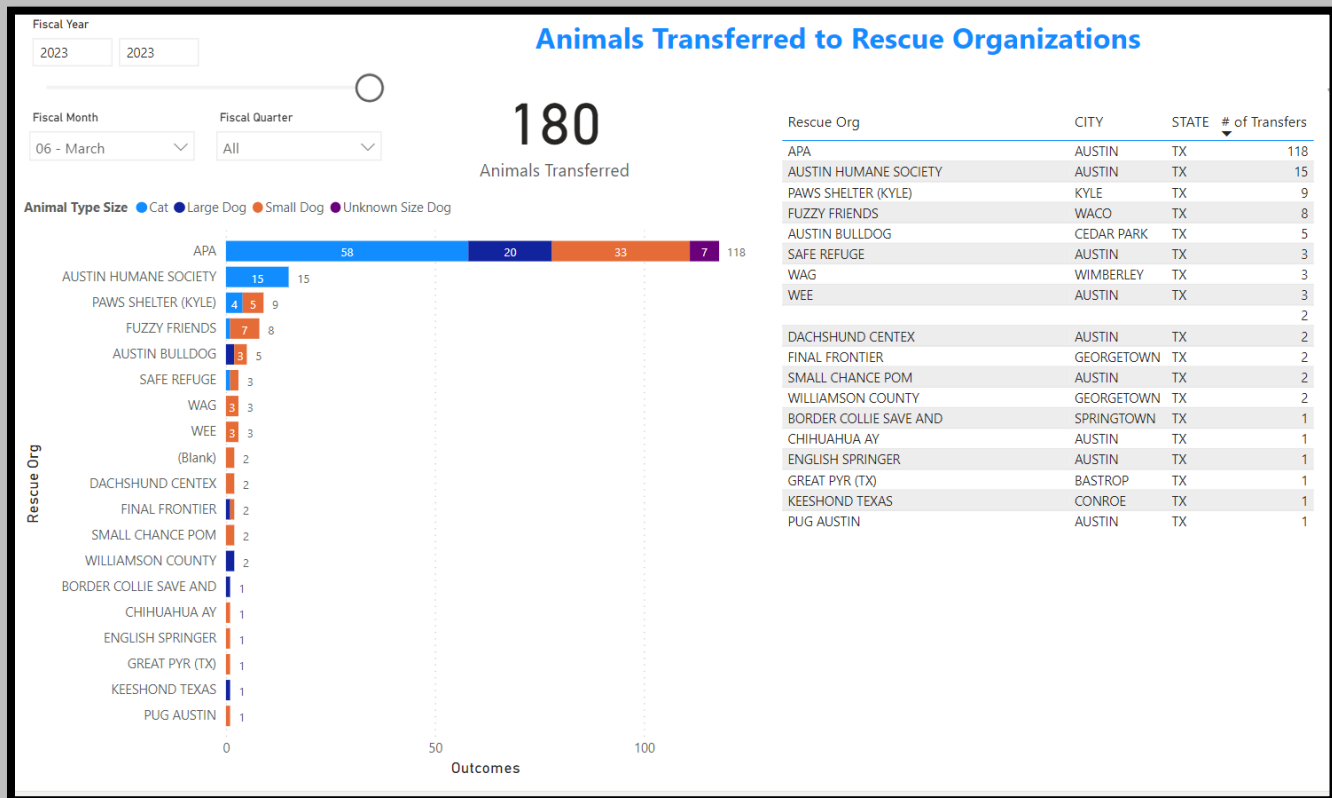 Fiscal Year
2023 2023
Animals Transferred to Rescue Organizations
Fiscal Month Fiscal Quarter
06 - March All
180
Animals Transferred
Animal Type Size Cat Large Dog Small Dog Unknown Size Dog
APA 58 20 33 7 118
AUSTIN HUMANE SOCIETY 15 15
PAWS SHELTER (KYLE) 4 5 9
FUZZY FRIENDS 7 8
AUSTIN BULLDOG 3 5
SAFE REFUGE 3
WAG 3 3
WEE 3 3
(Blank) 2
DACHSHUND CENTEX 2
FINAL FRONTIER 2
SMALL CHANCE POM 2
WILLIAMSON COUNTY 2
BORDER COLLIE SAVE AND 1
CHIHUAHUA AY 1
ENGLISH SPRINGER 1
GREAT PYR (TX) 1
KEESHOND TEXAS 1
PUG AUSTIN 1
Rescue Org
0 50 100
Outcomes
Rescue Org CITY STATE # of Transfers
APA AUSTIN TX 118
AUSTIN HUMANE SOCIETY AUSTIN TX 15
PAWS SHELTER (KYLE) KYLE TX 9
FUZZY FRIENDS WACO TX 8
AUSTIN BULLDOG CEDAR PARK TX 5
SAFE REFUGE AUSTIN TX 3
WAG WIMBERLEY TX 3
WEE AUSTIN TX 3
2
DACHSHUND CENTEX AUSTIN TX 2
FINAL FRONTIER GEORGETOWN TX 2
SMALL CHANCE POM AUSTIN TX 2
WILLIAMSON COUNTY GEORGETOWN TX 2
BORDER COLLIE SAVE AND SPRINGTOWN TX 1
CHIHUAHUA AY AUSTIN TX 1
ENGLISH SPRINGER AUSTIN TX 1
GREAT PYR (TX) BASTROP TX 1
KEESHOND TEXAS CONROE TX 1
PUG AUSTIN AUSTIN TX 1